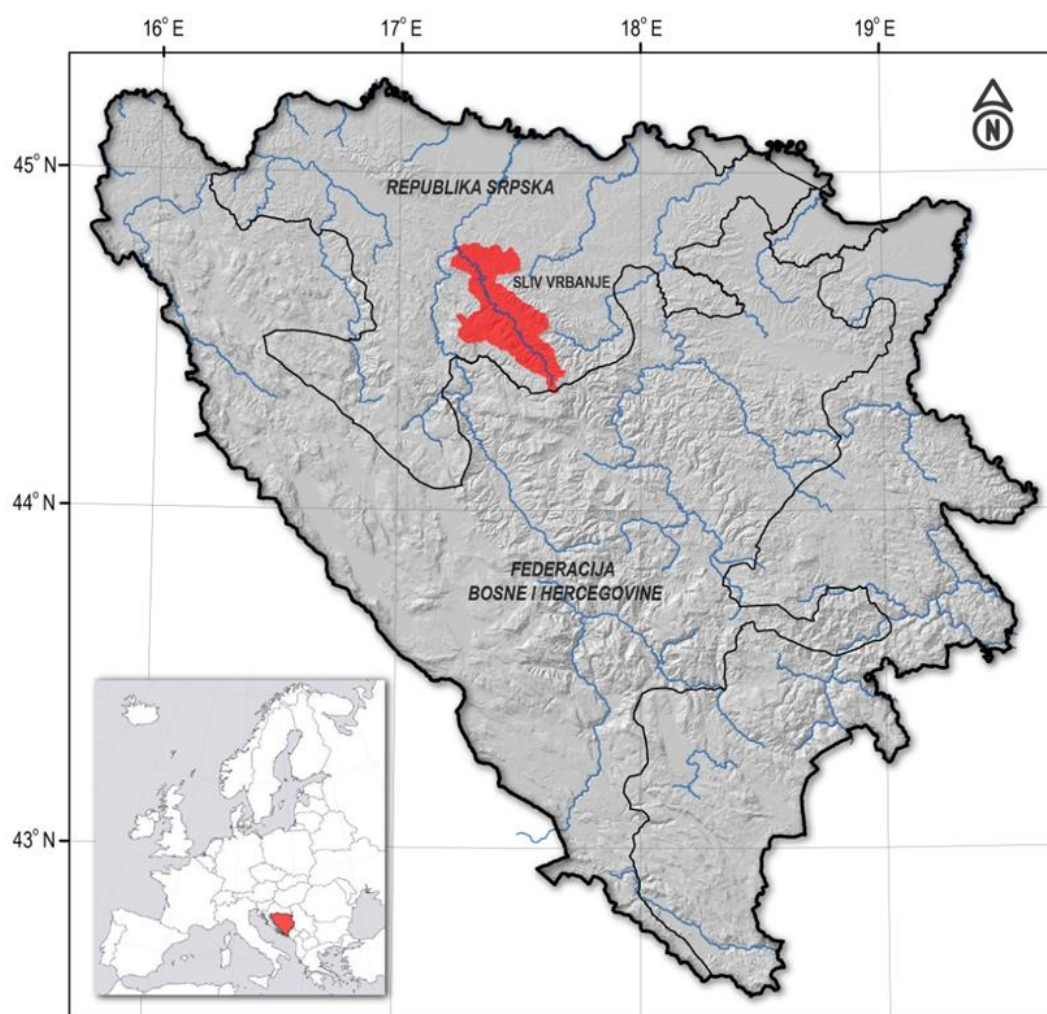 16° E
17° E
18° E
19° E
N
45° N
REPUBLIKA SRPSKA
SLIV VRBANJE
44° N
FEDERACIJA
BOSNE I HERCEGOVINE
43° N